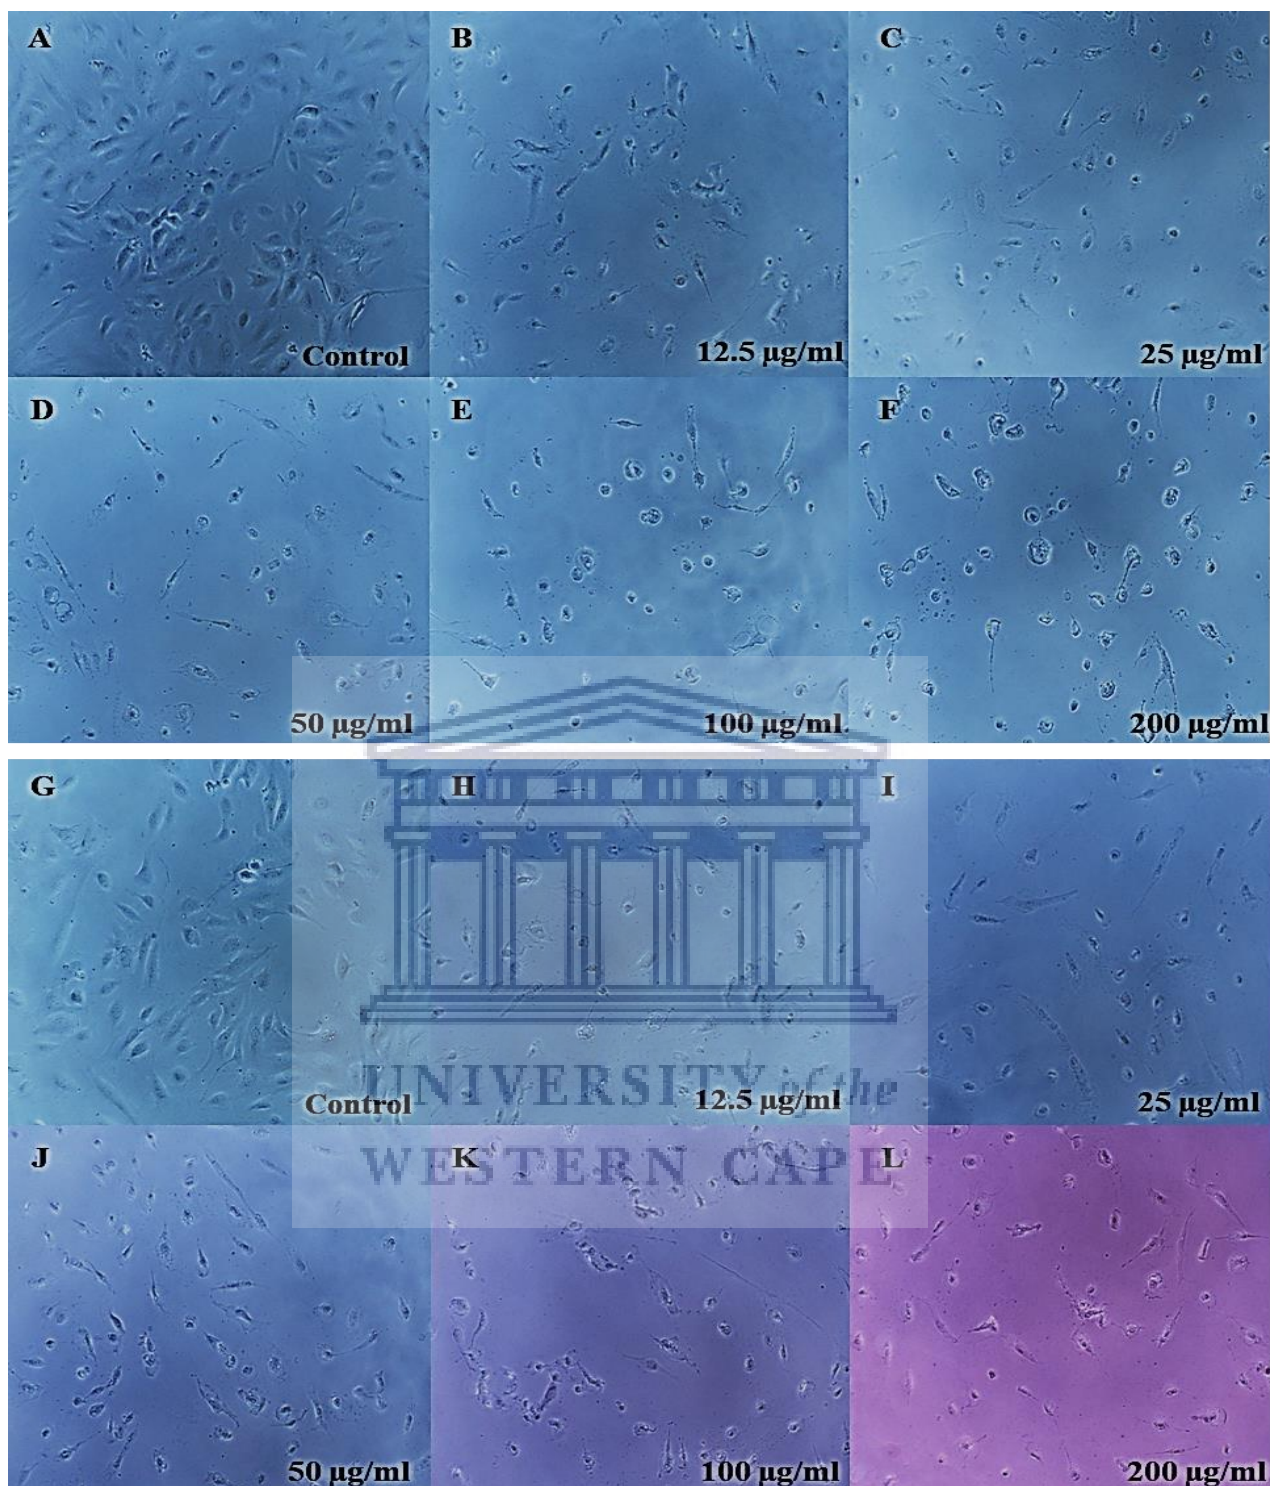 A
B
C
Control
12.5 µg/ml
25 µg/ml
D
E
F
50 µg/ml
100 µg/ml
200 µg/ml
G
H
I
Control
12.5 µg/ml
25 µg/ml
UNIVERSITY of the
J
K
L
WESTERN CAPE
50 µg/ml
100 µg/ml
200 µg/ml